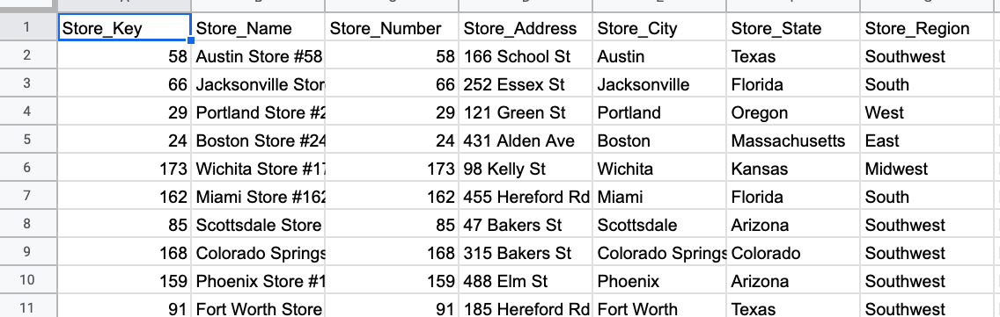 1 Store_Key Store_Name Store_Number Store_Address Store_City Store_State Store_Region
2 58 Austin Store #58 58 166 School St Austin Texas Southwest
3 66 Jacksonville Stor 66 252 Essex St Jacksonville Florida South
4 29 Portland Store #2 29 121 Green St Portland Oregon West
5 24 Boston Store #24 24 431 Alden Ave Boston Massachusetts East
6 173 Wichita Store #17 173 98 Kelly St Wichita Kansas Midwest
7 162 Miami Store #162 162 455 Hereford Rd Miami Florida South
8 85 Scottsdale Store 85 47 Bakers St Scottsdale Arizona Southwest
9 168 Colorado Springs 168 315 Bakers St Colorado Springs Colorado Southwest
10 159 Phoenix Store #1 159 488 Elm St Phoenix Arizona Southwest
11 91 Fort Worth Store 91 185 Hereford Rd Fort Worth Texas Southwest